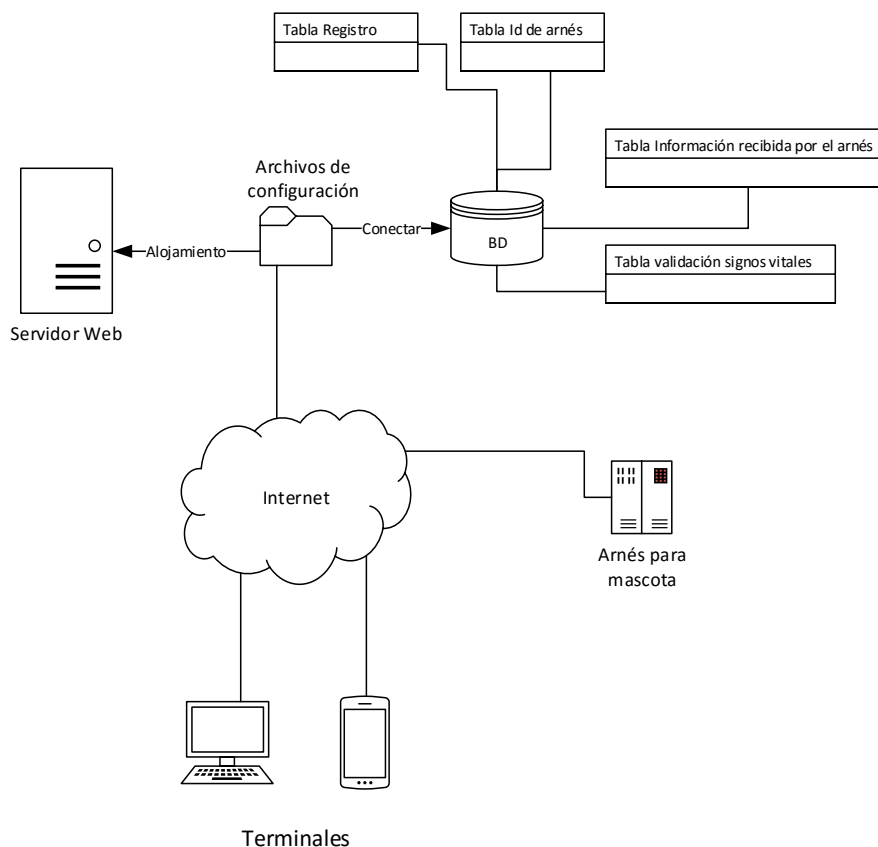 Tabla Registro
Tabla Id de arnés
Tabla Información recibida por el arnés
Archivos de
configuración
Conectar
BD
Alojamiento
Tabla validación signos vitales
Servidor Web
Internet
Arnés para
mascota
Terminales